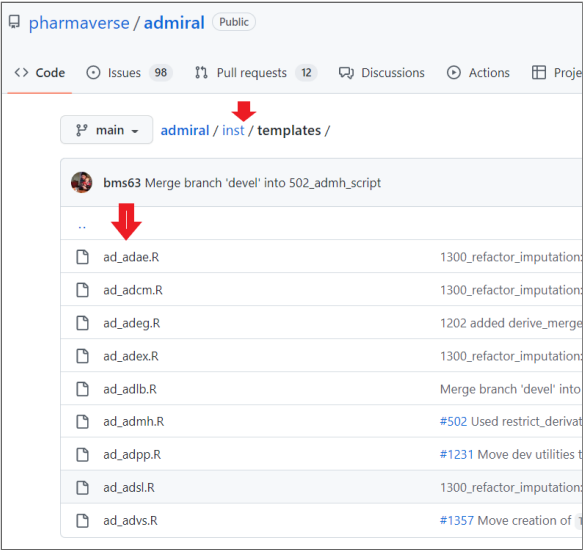 pharmaverse / admiral Public
Code Issues 98 Pull requests 12 Discussions Actions Proje
main admiral / inst / templates /
bms63 Merge branch 'devel' into 502_admh_script
..
ad_adae.R 1300_refactor_imputation:
ad_adcm.R 1300_refactor_imputation:
ad_adeg.R 1202 added derive_merge
ad_adex.R 1300_refactor_imputation:
ad_adlb.R Merge branch 'devel' into
ad_admh.R #502 Used restrict_derivat
ad_adpp.R #1231 Move dev utilities t
ad_adsl.R 1300_refactor_imputation:
ad_advs.R #1357 Move creation of